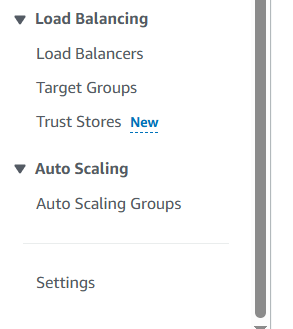 Load Balancing
Load Balancers
Target Groups
Trust Stores New
Auto Scaling
Auto Scaling Groups
Settings